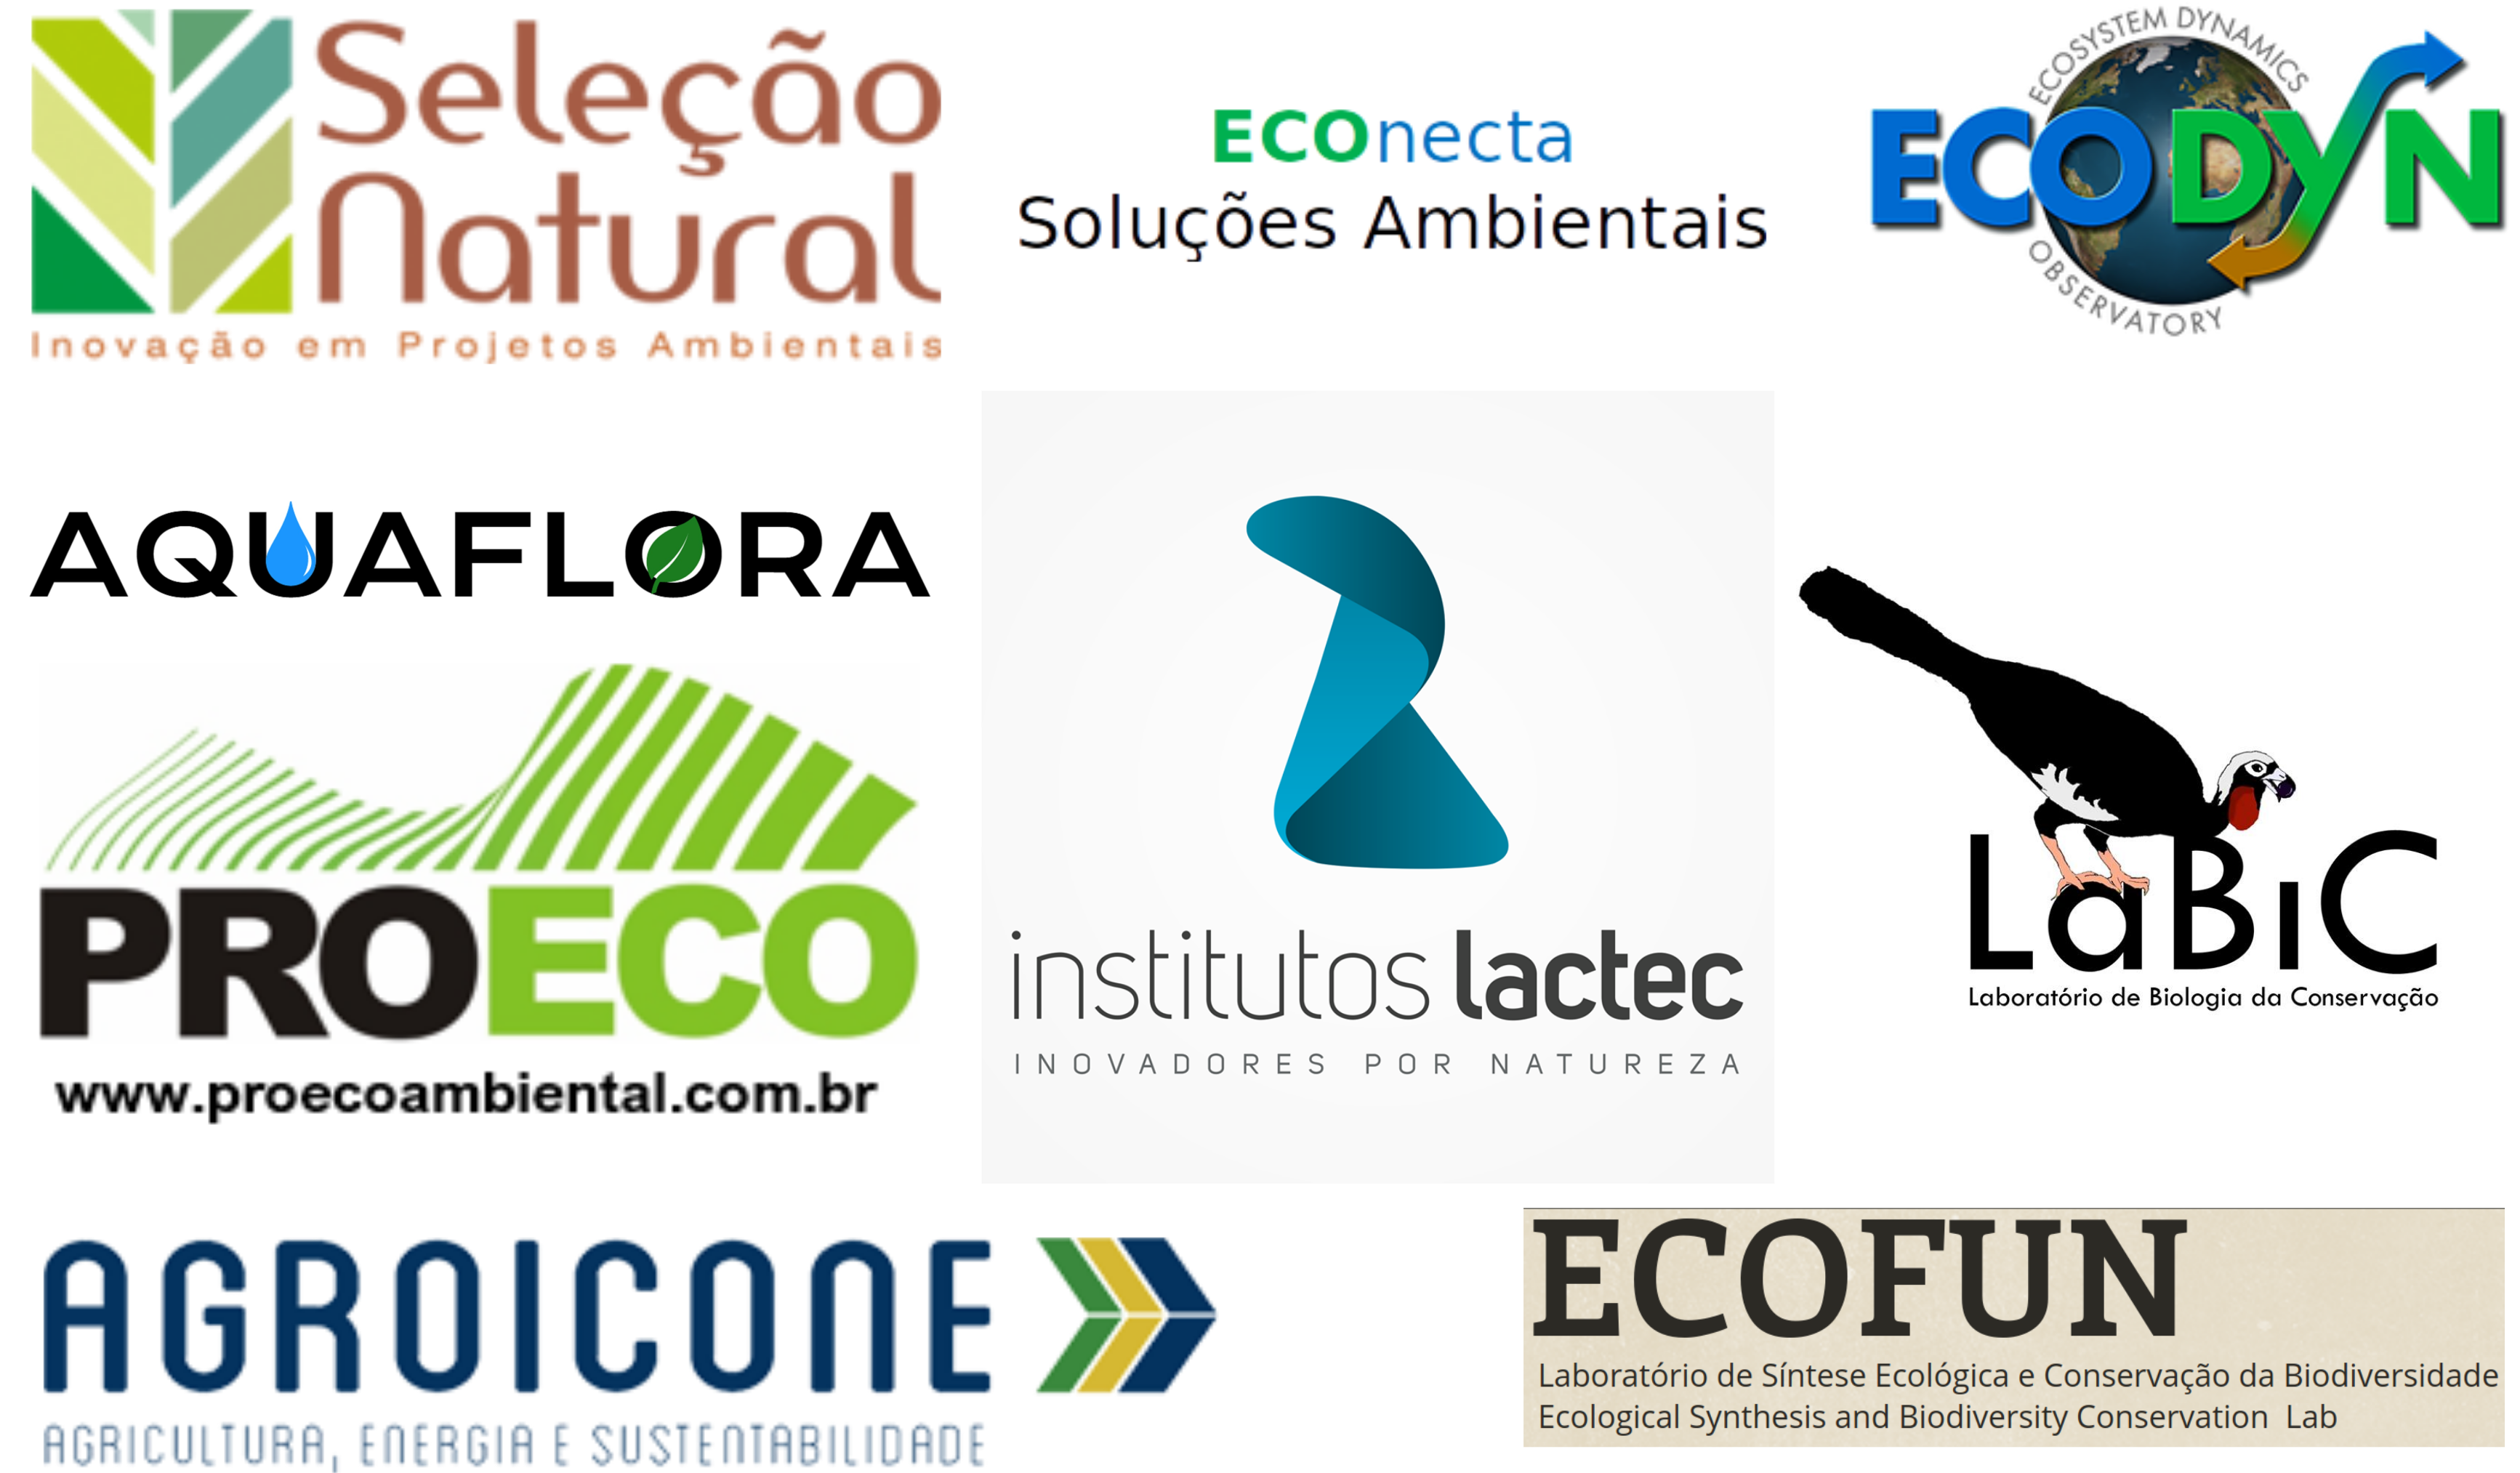 Seleção
Natural
Inovação em Projetos Ambientais
ECOnecta
Soluções Ambientais
ECOSYSTEM DYNAMICS
ECODYN
OBSERVATORY
AQUAFLORA
PROECO
www.proecoambiental.com.br
institutos lactec
INOVADORES POR NATUREZA
LaBiC
Laboratório de Biologia da Conservação
AGROICONE
AGRICULTURA, ENERGIA E SUSTENTABILIDADE
ECOFUN
Laboratório de Síntese Ecológica e Conservação da Biodiversidade
Ecological Synthesis and Biodiversity Conservation Lab